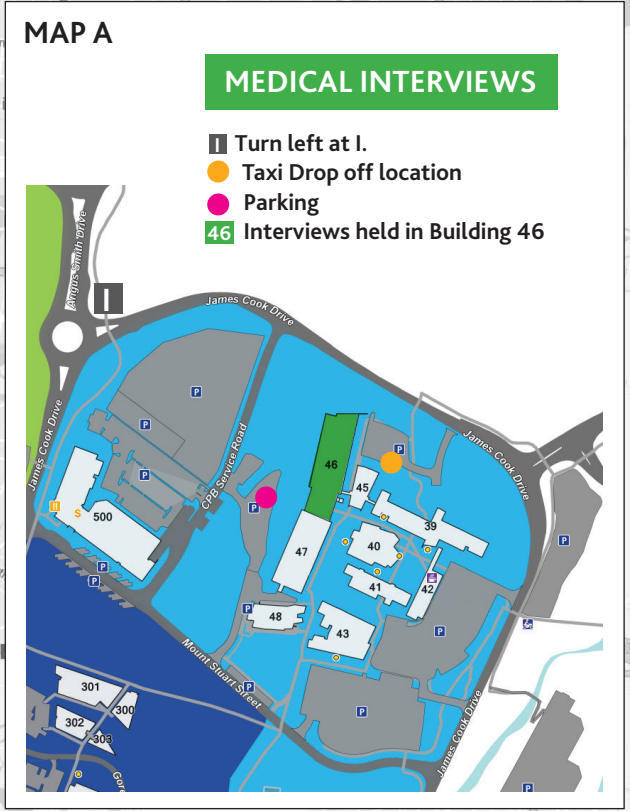 MAP A
MEDICAL INTERVIEWS
I Turn left at I.
Taxi Drop off location
Parking
46 Interviews held in Building 46
Angus Smith Drive
I
James Cook Drive
P
P
James Cook Drive
P
46
P
James Cook Drive
45
CPB Service Road
P
39
P
500
S
40
47
P
P
41
42
P
48
43
P
Mount Stuart Street
P
301
300
302
303
P
James Cook Drive
Gore
P